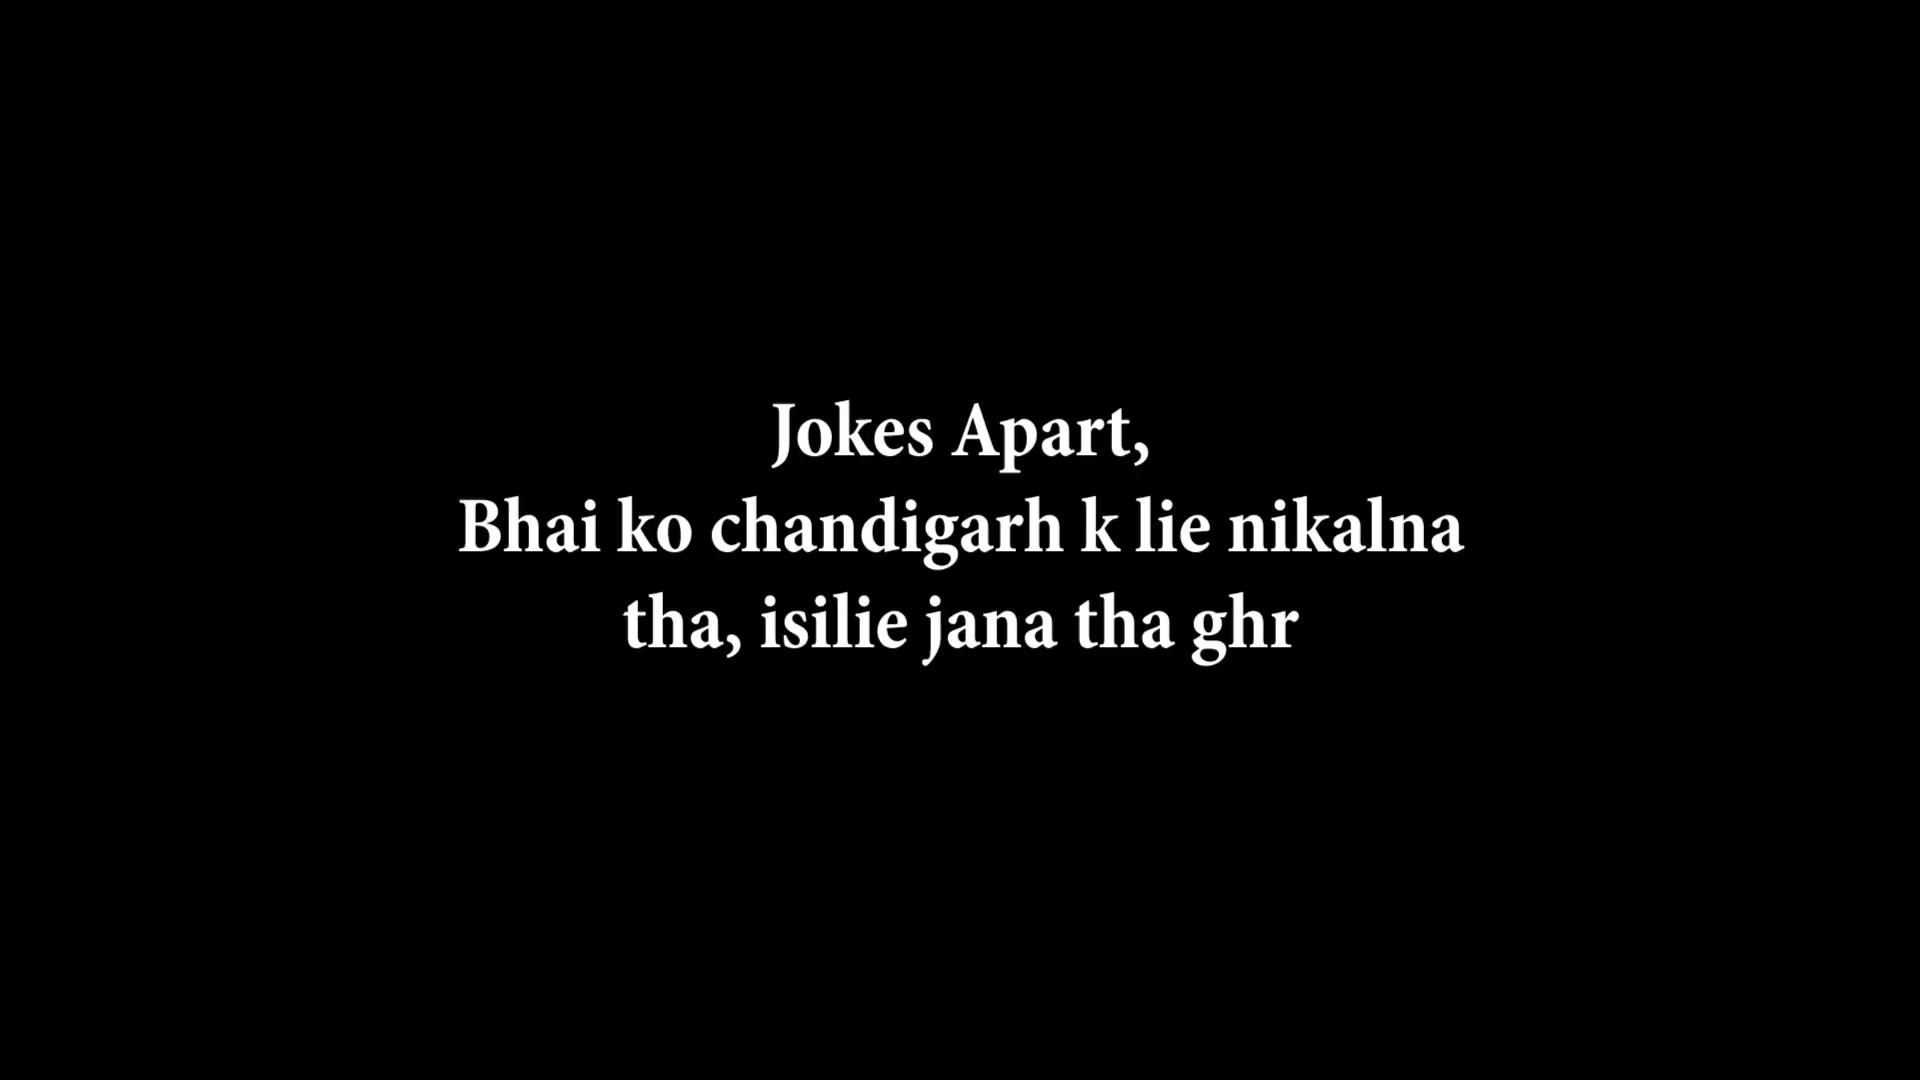 Jokes Apart,
Bhai ko chandigarh k lie nikalna
tha, isilie jana tha ghr